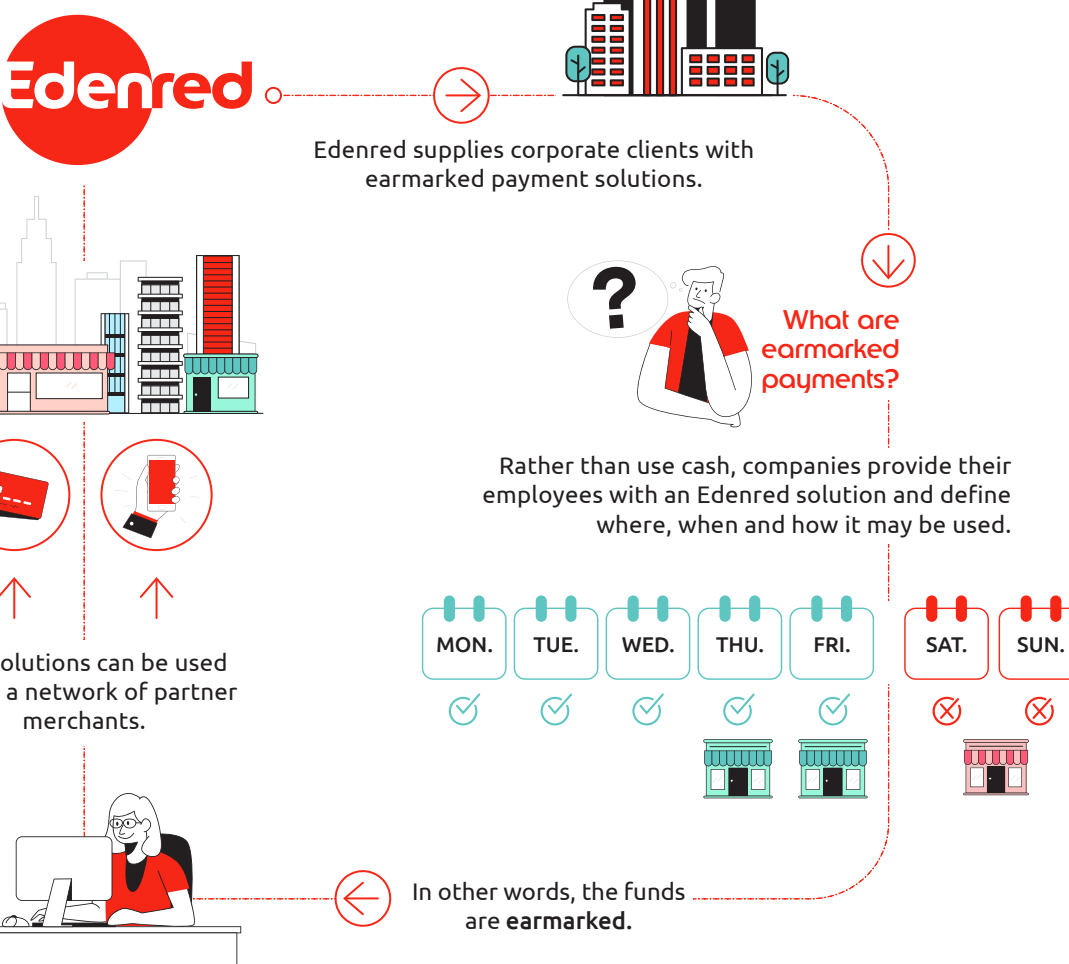 Edenred
Edenred supplies corporate clients with
earmarked payment solutions.
?
What are
earmarked
payments?
Rather than use cash, companies provide their
employees with an Edenred solution and define
where, when and how it may be used.
MON.
TUE.
WED.
THU.
FRI.
SAT.
SUN.
In other words, the funds
are earmarked.
olutions can be used
a network of partner
merchants.